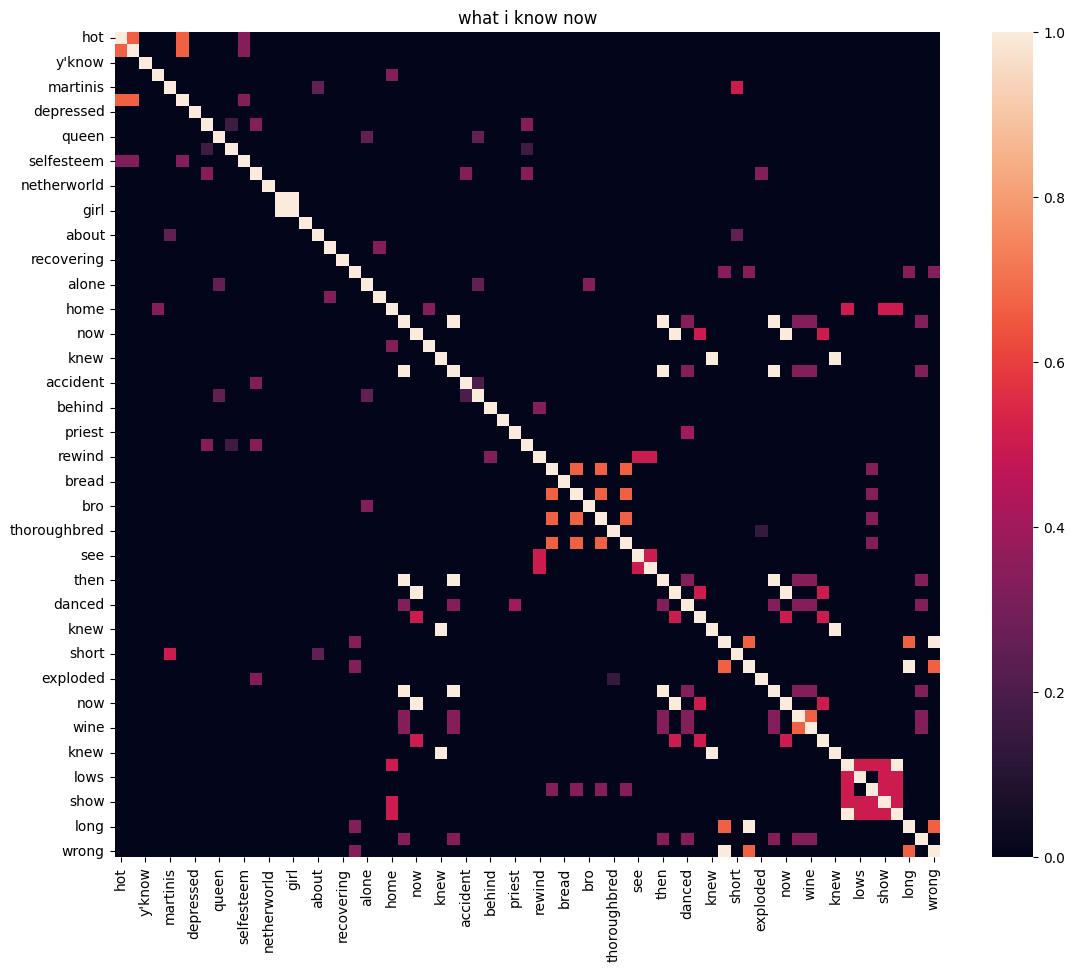 what i know now
hot
y'know
martinis
depressed
queen
selfesteem
netherworld
girl
about
recovering
alone
home
now
knew
accident
behind
priest
rewind
bread
bro
thoroughbred
see
then
danced
knew
short
exploded
now
wine
knew
lows
show
long
wrong
hot
y'know
martinis
depressed
queen
selfesteem
netherworld
girl
about
recovering
alone
home
now
knew
accident
behind
priest
rewind
bread
bro
thoroughbred
see
then
danced
knew
short
exploded
now
wine
knew
lows
show
long
wrong
1.0
0.8
0.6
0.4
0.2
0.0